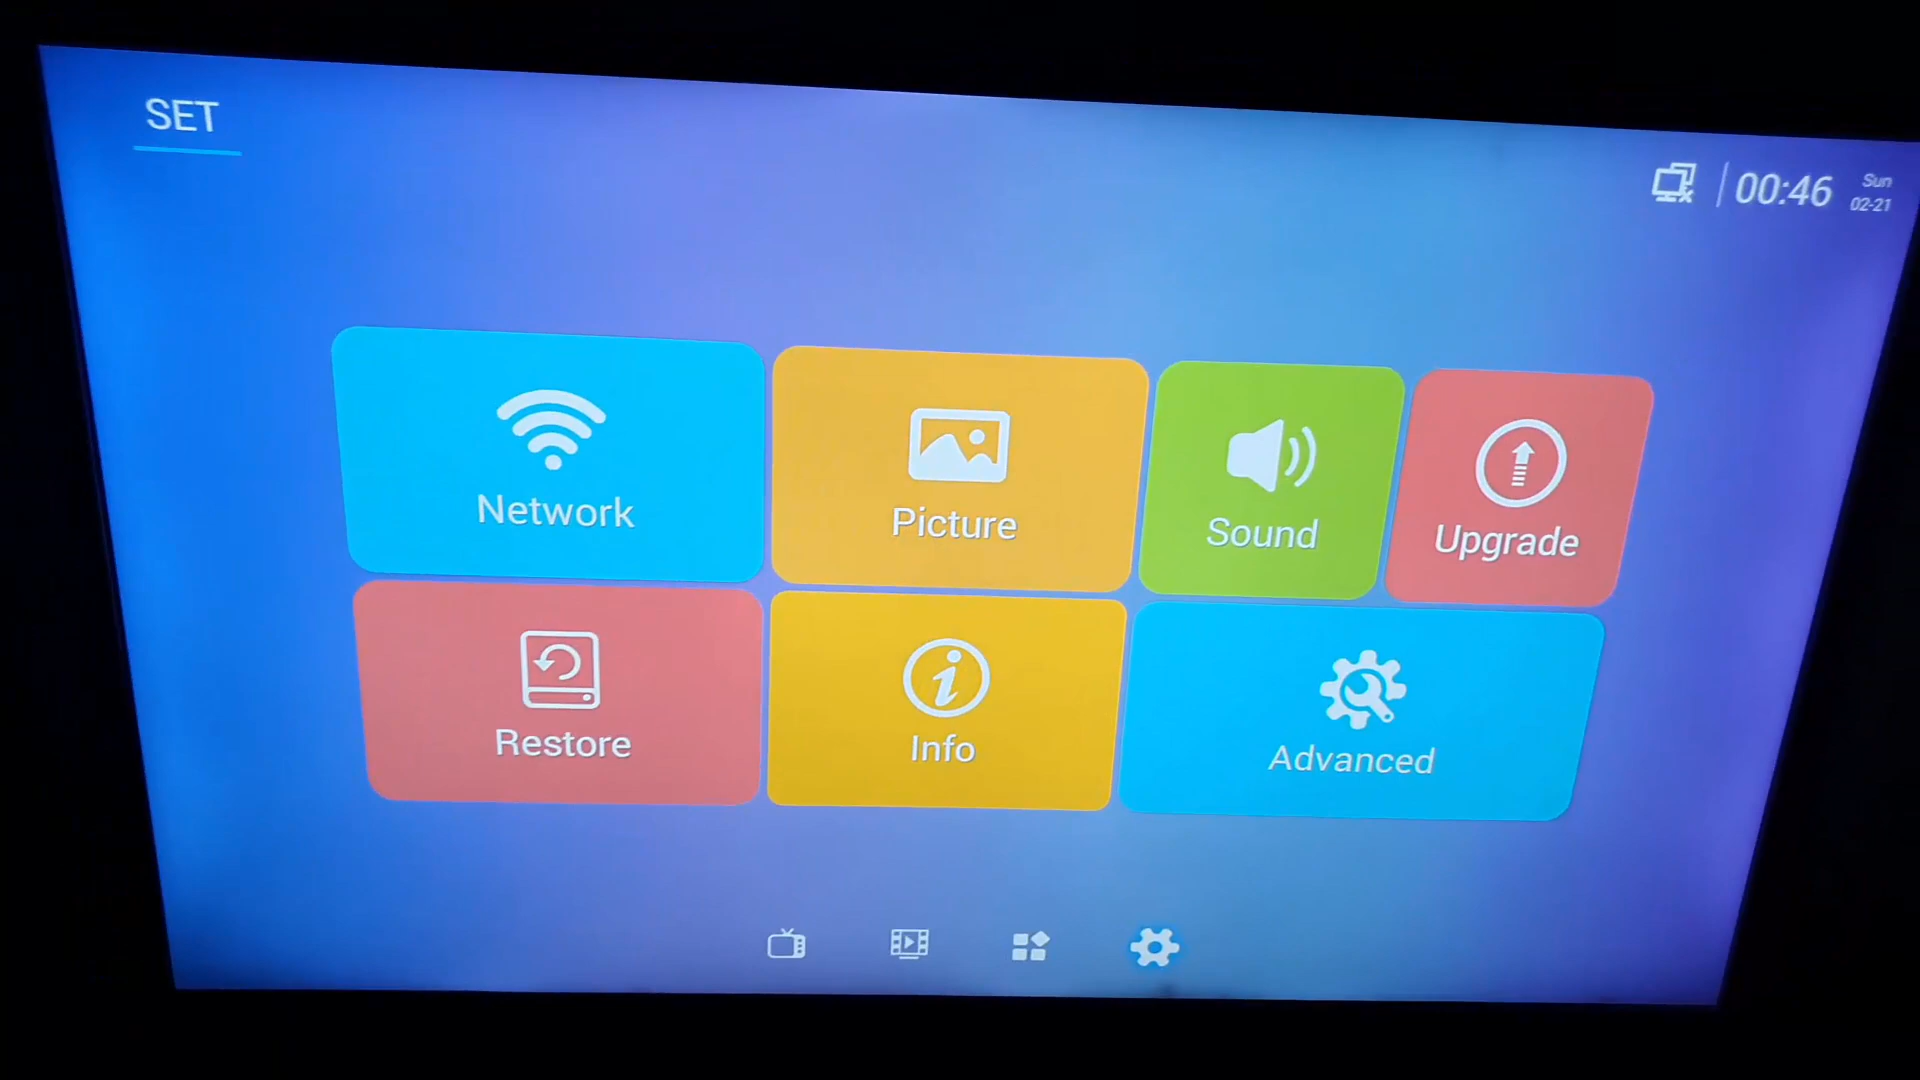 SET
00:46
Sun
02-21
Network
Picture
Sound
Upgrade
Restore
Info
Advanced